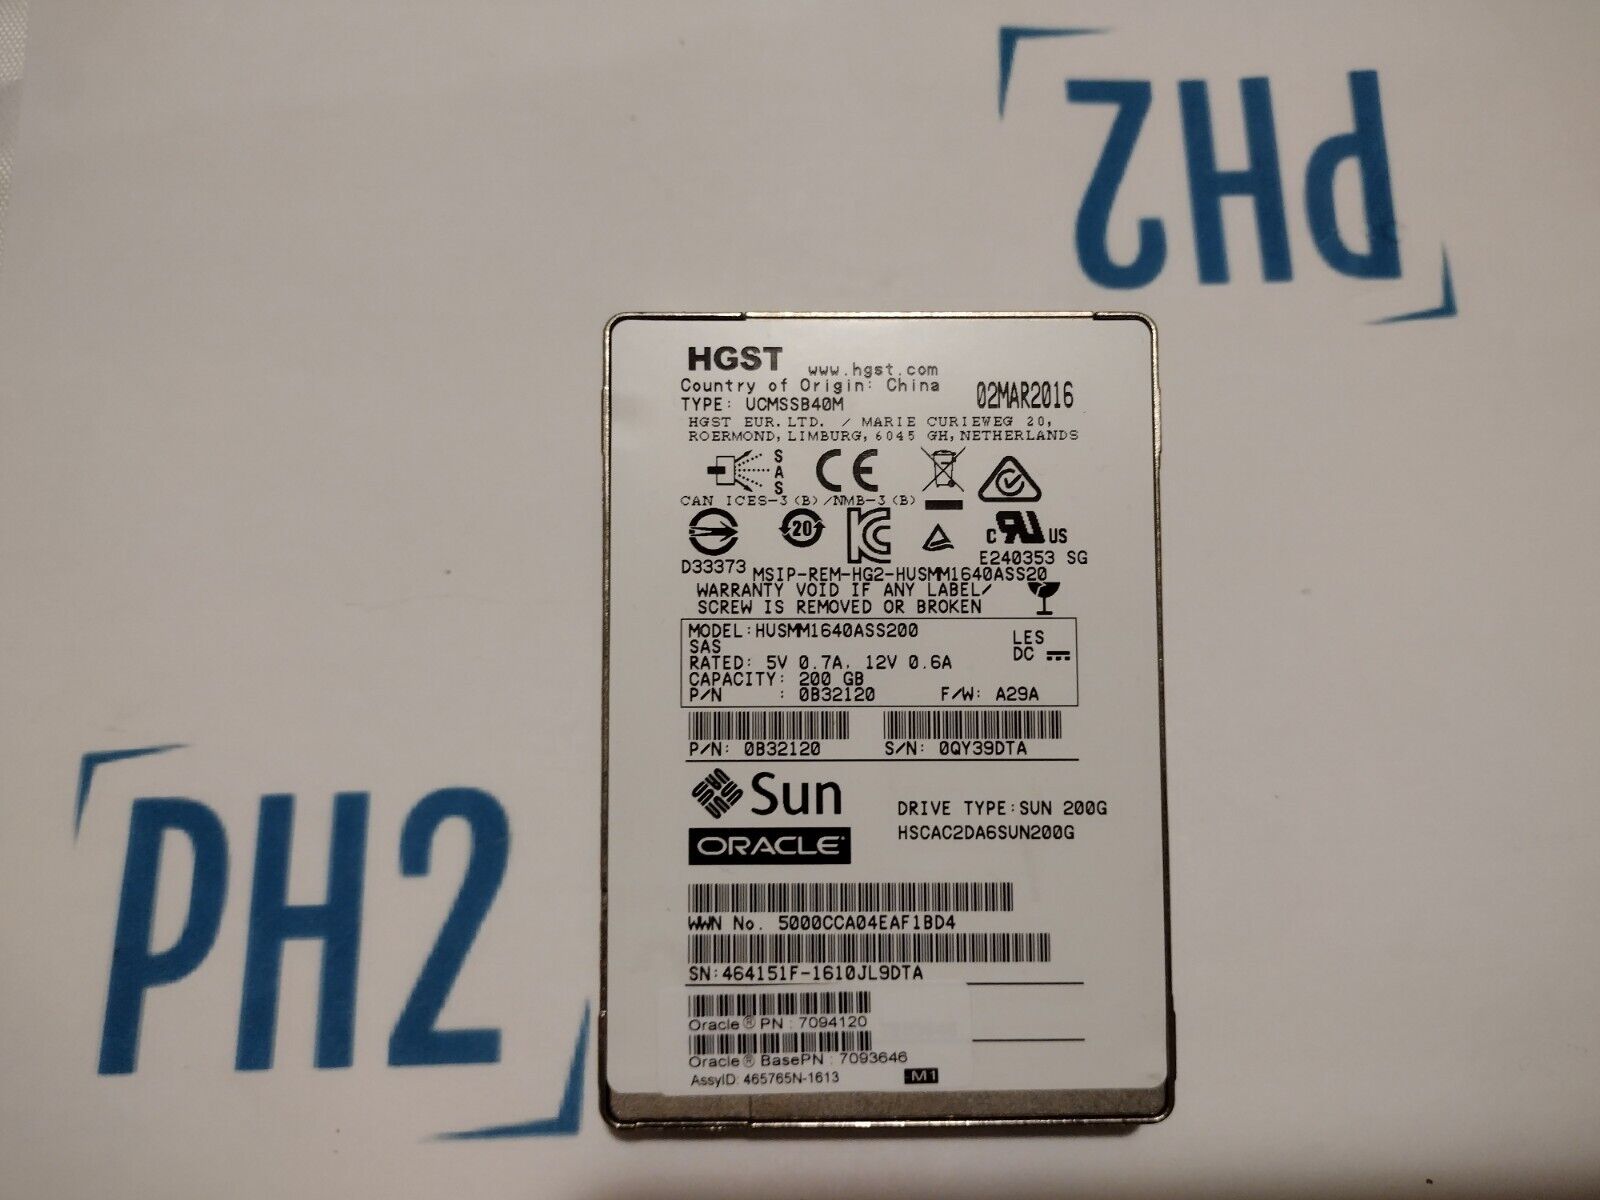 PH2
HGST www.hgst.com
Country of Origin: China
02MAR2016
TYPE: UCMSSB40M
HGST EUR.LTD. / MARIE CURIEWEG 20,
ROERMOND, LIMBURG, 6045 GH, NETHERLANDS
SAS
CE
CAN ICES-3(B)/NMB-3(B)
20
c RU US
D33373
E240353 SG
MSIP-REM-HG2-HUSMM1640ASS20
WARRANTY VOID IF ANY LABEL/
SCREW IS REMOVED OR BROKEN
MODEL:HUSMM1640ASS200
LES
SAS
DC
RATED: 5V 0.7A, 12V 0.6A
CAPACITY: 200 GB
P/N : 0B32120 F/W: A29A
P/N: 0B32120 S/N: 0QY39DTA
Sun
DRIVE TYPE:SUN 200G
HSCAC2DA6SUN200G
ORACLE
WWN No. 5000CCA04EAF1BD4
SN:464151F-1610JL9DTA
Oracle® PN : 7094120
Oracle® BasePN : 7093646
AssyID: 465765N-1613 -M1
PH2